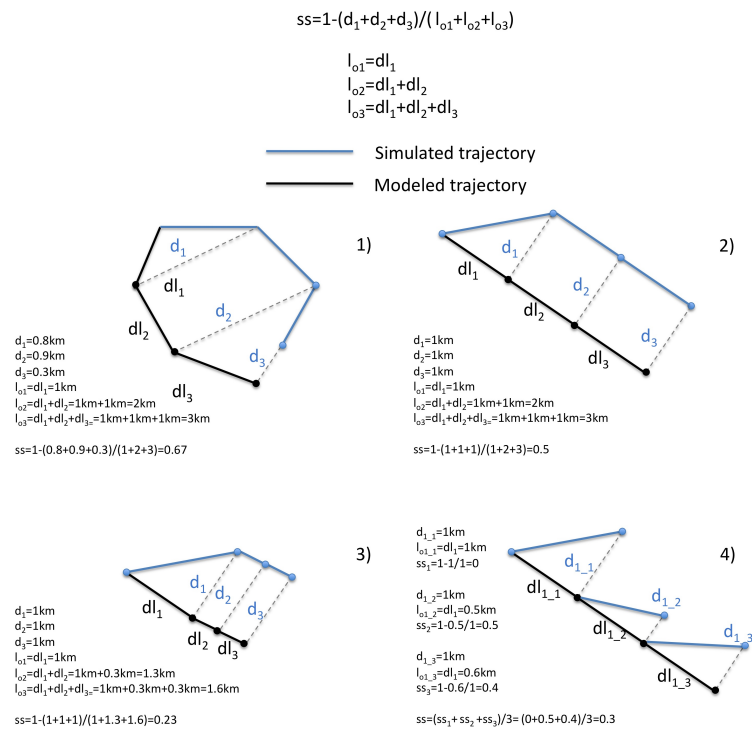 ss=1-(d1+d2+d3)/( lo1+lo2+lo3)
lo1=dl1
lo2=dl1+dl2
lo3=dl1+dl2+dl3
Simulated trajectory
Modeled trajectory
1)
d1
dl1
d2
dl2
d3
dl3
d1=0.8km
d2=0.9km
d3=0.3km
lo1=dl1=1km
lo2=dl1+dl2=1km+1km=2km
lo3=dl1+dl2+dl3=1km+1km+1km=3km
ss=1-(0.8+0.9+0.3)/(1+2+3)=0.67
2)
d1
dl1
d2
dl2
d3
dl3
d1=1km
d2=1km
d3=1km
lo1=dl1=1km
lo2=dl1+dl2=1km+1km=2km
lo3=dl1+dl2+dl3=1km+1km+1km=3km
ss=1-(1+1+1)/(1+2+3)=0.5
3)
d1
d2
d3
dl1
dl2
dl3
d1=1km
d2=1km
d3=1km
lo1=dl1=1km
lo2=dl1+dl2=1km+0.3km=1.3km
lo3=dl1+dl2+dl3=1km+0.3km+0.3km=1.6km
ss=1-(1+1+1)/(1+1.3+1.6)=0.23
4)
d1_1=1km
lo1_1=dl1=1km
ss1=1-1/1=0
d1_2=1km
lo1_2=dl1=0.5km
ss2=1-0.5/1=0.5
d1_3=1km
lo1_3=dl1=0.6km
ss3=1-0.6/1=0.4
d1_1
dl1_1
d1_2
dl1_2
d1_3
dl1_3
ss=(ss1+ ss2 +ss3)/3= (0+0.5+0.4)/3=0.3